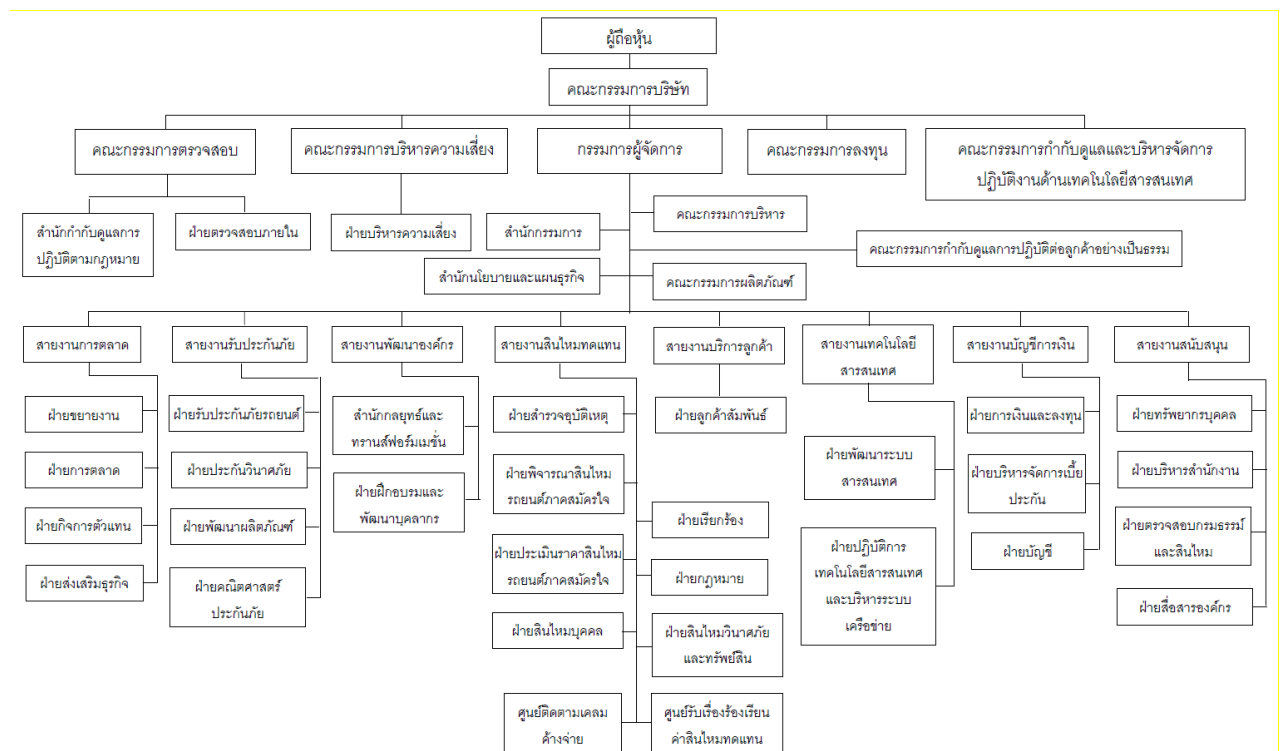 ผู้ถือหุ้น
คณะกรรมการบริษัท
คณะกรรมการตรวจสอบ
คณะกรรมการบริหารความเสี่ยง
กรรมการผู้จัดการ
คณะกรรมการลงทุน
คณะกรรมการกำกับดูแลและบริหารจัดการ
ปฏิบัติงานด้านเทคโนโลยีสารสนเทศ
สำนักกำกับดูแลการ
ปฏิบัติตามกฎหมาย
ฝ่ายตรวจสอบภายใน
ฝ่ายบริหารความเสี่ยง
สำนักกรรมการ
คณะกรรมการบริหาร
คณะกรรมการกำกับดูแลการปฏิบัติต่อลูกค้าอย่างเป็นธรรม
สำนักนโยบายและแผนธุรกิจ
คณะกรรมการผลิตภัณฑ์
สายงานการตลาด
สายงานรับประกันภัย
สายงานพัฒนาองค์กร
สายงานสินไหมทดแทน
สายงานบริการลูกค้า
สายงานเทคโนโลยี
สารสนเทศ
สายงานบัญชีการเงิน
สายงานสนับสนุน
ฝ่ายขยายงาน
ฝ่ายการตลาด
ฝ่ายกิจการตัวแทน
ฝ่ายส่งเสริมธุรกิจ
ฝ่ายรับประกันภัยรถยนต์
ฝ่ายประกันวินาศภัย
ฝ่ายพัฒนาผลิตภัณฑ์
ฝ่ายคณิตศาสตร์
ประกันภัย
สำนักกลยุทธ์และ
ทรานส์ฟอร์มเมชั่น
ฝ่ายฝึกอบรมและ
พัฒนาบุคลากร
ฝ่ายสำรวจอุบัติเหตุ
ฝ่ายพิจารณาสินไหม
รถยนต์ภาคสมัครใจ
ฝ่ายเรียกร้อง
ฝ่ายประเมินราคาสินไหม
รถยนต์ภาคสมัครใจ
ฝ่ายกฎหมาย
ฝ่ายสินไหมบุคคล
ฝ่ายสินไหมวินาศภัย
และทรัพย์สิน
ศูนย์ติดตามเคลม
ค้างจ่าย
ศูนย์รับเรื่องร้องเรียน
ค่าสินไหมทดแทน
ฝ่ายลูกค้าสัมพันธ์
ฝ่ายพัฒนาระบบ
สารสนเทศ
ฝ่ายปฏิบัติการ
เทคโนโลยีสารสนเทศ
และบริหารระบบ
เครือข่าย
ฝ่ายการเงินและลงทุน
ฝ่ายบริหารจัดการเบี้ย
ประกัน
ฝ่ายบัญชี
ฝ่ายทรัพยากรบุคคล
ฝ่ายบริหารสำนักงาน
ฝ่ายตรวจสอบกรมธรรม์
และสินไหม
ฝ่ายสื่อสารองค์กร